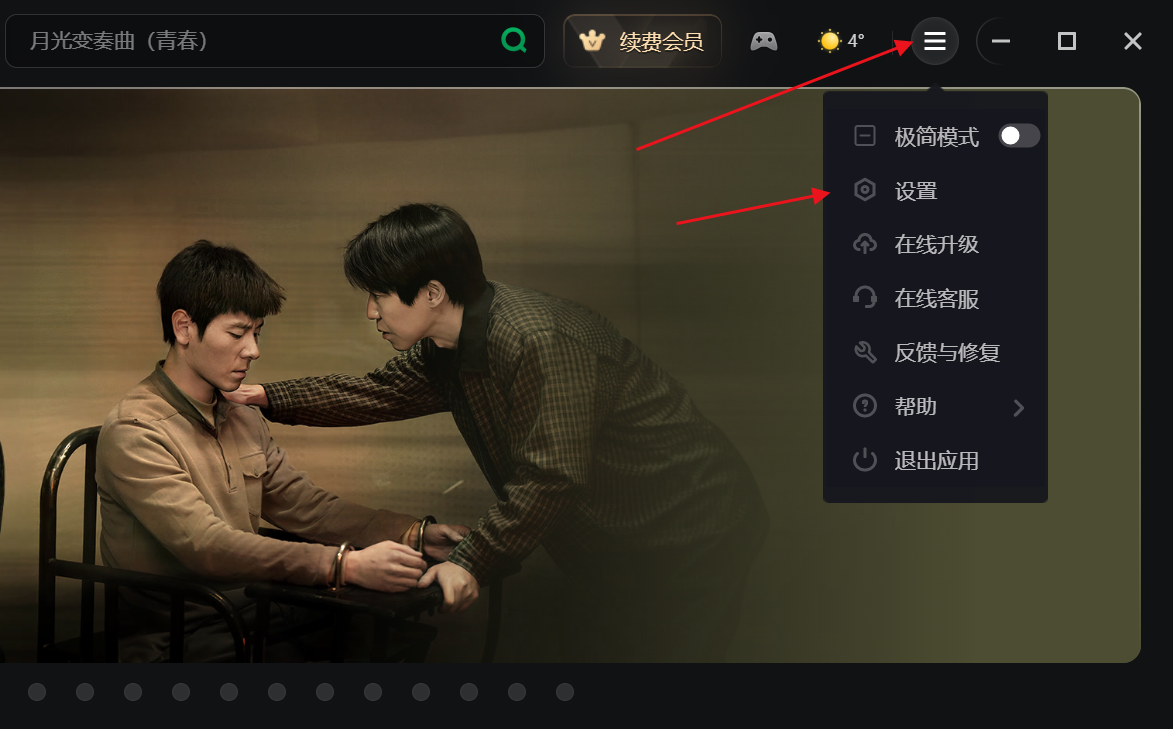 月光变奏曲（青春）
续费会员
4°
极简模式
设置
在线升级
在线客服
反馈与修复
帮助
退出应用